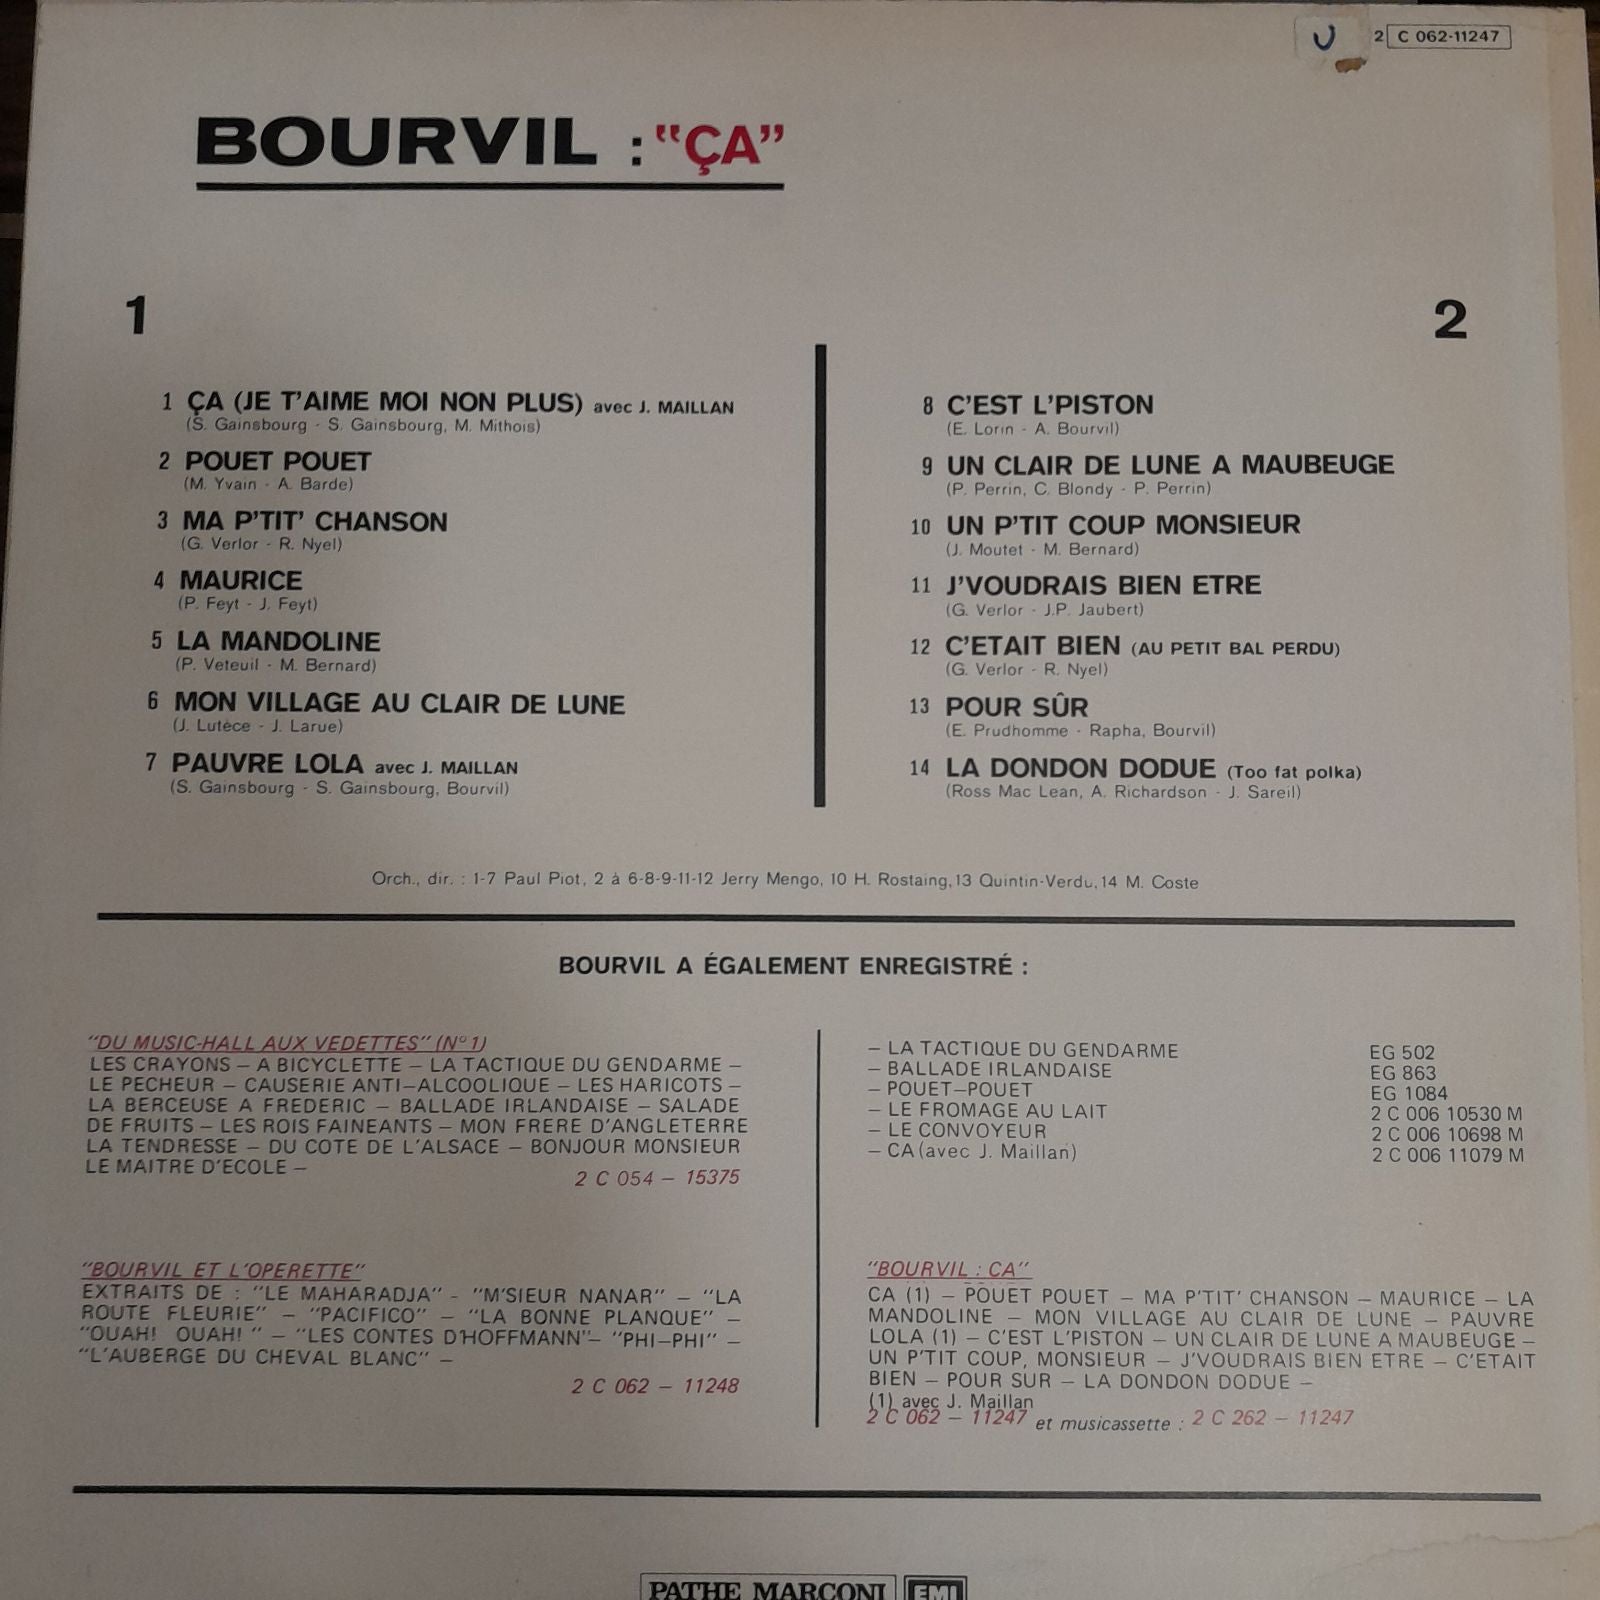 2 C 062-11247
BOURVIL : "ÇA"
1
1 ÇA (JE T'AIME MOI NON PLUS) avec J. MAILLAN
(S. Gainsbourg - S. Gainsbourg, M. Mithois)
2 POUET POUET
(M. Yvain - A. Barde)
3 MA P'TIT' CHANSON
(G. Verlor - R. Nyel)
4 MAURICE
(P. Feyt - J. Feyt)
5 LA MANDOLINE
(P. Veteuil - M. Bernard)
6 MON VILLAGE AU CLAIR DE LUNE
(J. Lutèce - J. Larue)
7 PAUVRE LOLA avec J. MAILLAN
(S. Gainsbourg - S. Gainsbourg, Bourvil)
2
8 C'EST L'PISTON
(E. Lorin - A. Bourvil)
9 UN CLAIR DE LUNE A MAUBEUGE
(P. Perrin, C. Blondy - P. Perrin)
10 UN P'TIT COUP MONSIEUR
(J. Moutet - M. Bernard)
11 J'VOUDRAIS BIEN ETRE
(G. Verlor - J.P. Jaubert)
12 C'ETAIT BIEN (AU PETIT BAL PERDU)
(G. Verlor - R. Nyel)
13 POUR SÛR
(E. Prudhomme - Rapha, Bourvil)
14 LA DONDON DODUE (Too fat polka)
(Ross Mac Lean, A. Richardson - J. Sareil)
Orch., dir. : 1-7 Paul Piot, 2 à 6-8-9-11-12 Jerry Mengo, 10 H. Rostaing, 13 Quintin-Verdu, 14 M. Coste
BOURVIL A ÉGALEMENT ENREGISTRÉ :
"DU MUSIC-HALL AUX VEDETTES" (N° 1)
LES CRAYONS – A BICYCLETTE – LA TACTIQUE DU GENDARME –
LE PECHEUR – CAUSERIE ANTI–ALCOOLIQUE – LES HARICOTS –
LA BERCEUSE A FREDERIC – BALLADE IRLANDAISE – SALADE
DE FRUITS – LES ROIS FAINEANTS – MON FRERE D'ANGLETERRE
LA TENDRESSE – DU COTE DE L'ALSACE – BONJOUR MONSIEUR
LE MAITRE D'ECOLE –
2 C 054 – 15375
"BOURVIL ET L'OPERETTE"
EXTRAITS DE : "LE MAHARADJA" - "M'SIEUR NANAR" – "LA
ROUTE FLEURIE" – "PACIFICO" – "LA BONNE PLANQUE" –
"OUAH! OUAH! " – "LES CONTES D'HOFFMANN"– "PHI–PHI" –
"L'AUBERGE DU CHEVAL BLANC" –
2 C 062 – 11248
– LA TACTIQUE DU GENDARME EG 502
– BALLADE IRLANDAISE EG 863
– POUET–POUET EG 1084
– LE FROMAGE AU LAIT 2 C 006 10530 M
– LE CONVOYEUR 2 C 006 10698 M
– CA (avec J. Maillan) 2 C 006 11079 M
"BOURVIL : CA"
CA (1) – POUET POUET – MA P'TIT' CHANSON – MAURICE – LA
MANDOLINE – MON VILLAGE AU CLAIR DE LUNE – PAUVRE
LOLA (1) – C'EST L'PISTON – UN CLAIR DE LUNE A MAUBEUGE –
UN P'TIT COUP, MONSIEUR – J'VOUDRAIS BIEN ETRE – C'ETAIT
BIEN – POUR SUR – LA DONDON DODUE –
(1) avec J. Maillan
2 C 062 – 11247 et musicassette : 2 C 262 – 11247
PATHE MARCONI EMI